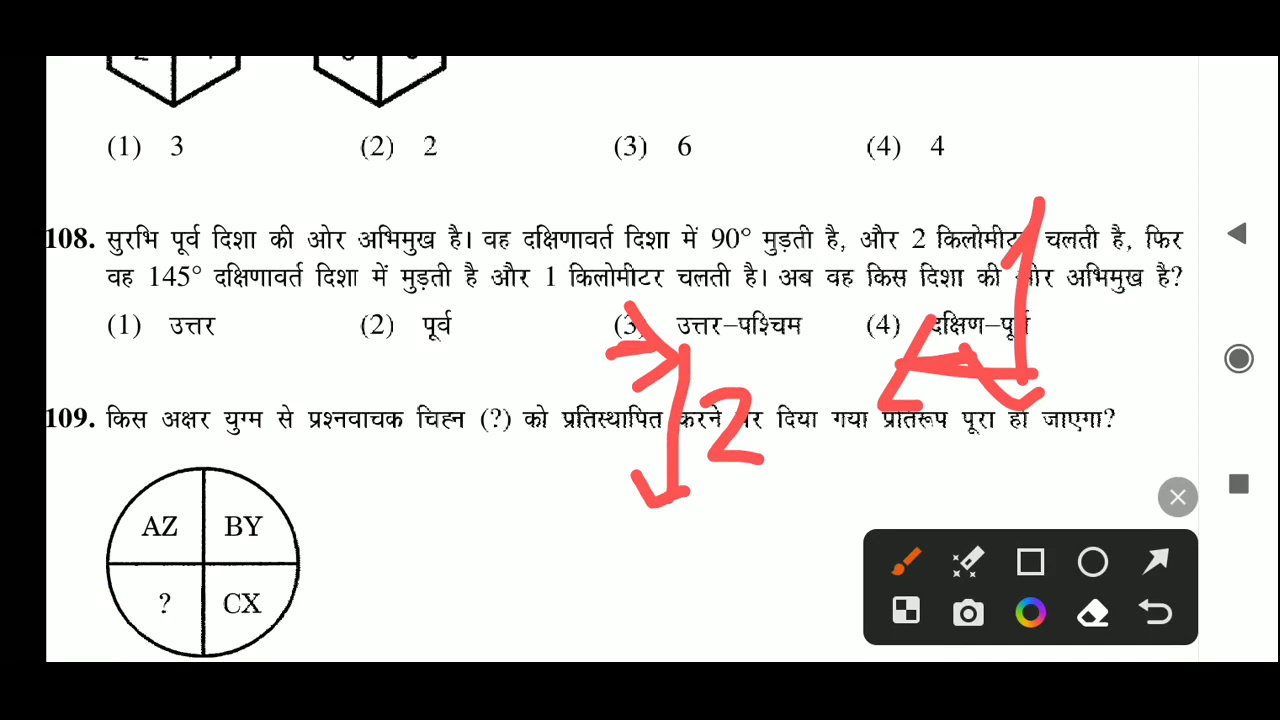 (1) 3 (2) 2 (3) 6 (4) 4
108. सुरभि पूर्व दिशा की ओर अभिमुख है। वह दक्षिणावर्त दिशा में 90° मुड़ती है, और 2 किलोमीटर चलती है, फिर
वह 145° दक्षिणावर्त दिशा में मुड़ती है और 1 किलोमीटर चलती है। अब वह किस दिशा की ओर अभिमुख है?
(1) उत्तर (2) पूर्व (3) उत्तर–पश्चिम (4) दक्षिण–पूर्व
2
109. किस अक्षर युग्म से प्रश्नवाचक चिह्न (?) को प्रतिस्थापित करने पर दिया गया प्रतिरूप पूरा हो जाएगा?
AZ BY
? CX